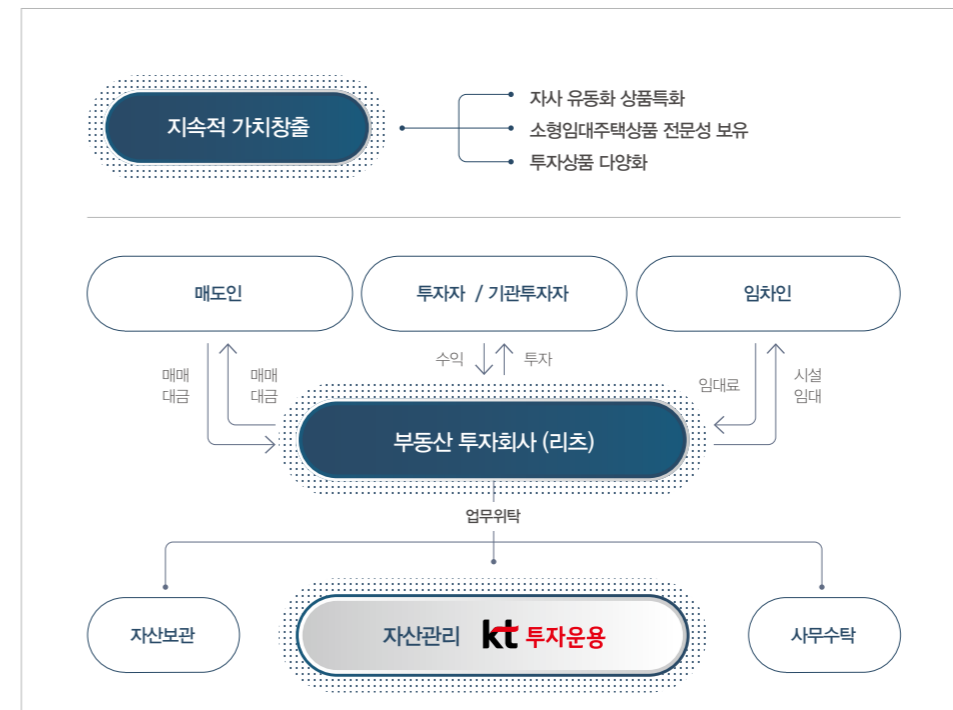 지속적 가치창출
자사 유동화 상품특화
소형임대주택상품 전문성 보유
투자상품 다양화
매도인
투자자 / 기관투자자
임차인
매매
대금
매매
대금
수익
투자
임대료
시설
임대
부동산 투자회사 (리츠)
업무위탁
자산보관
자산관리 kt 투자운용
사무수탁